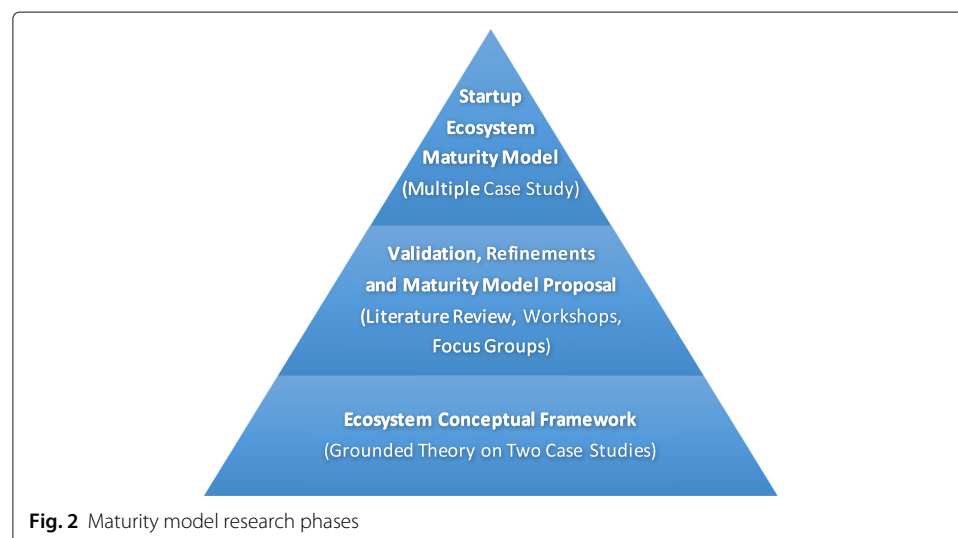 Startup
Ecosystem
Maturity Model
(Multiple Case Study)
Validation, Refinements
and Maturity Model Proposal
(Literature Review, Workshops,
Focus Groups)
Ecosystem Conceptual Framework
(Grounded Theory on Two Case Studies)
Fig. 2 Maturity model research phases